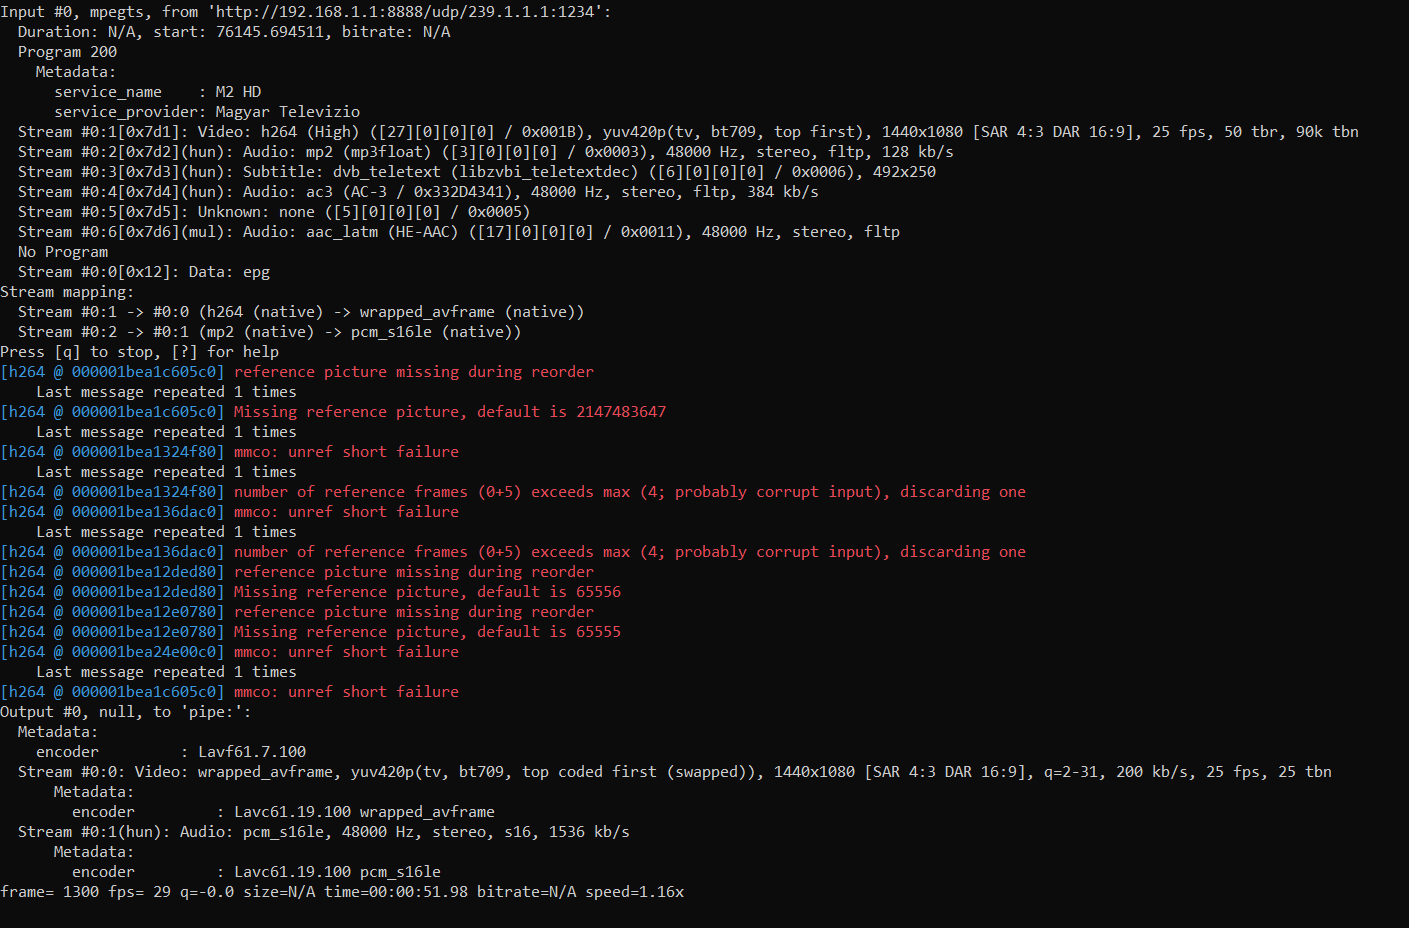 Input #0, mpegts, from 'http://192.168.1.1:8888/udp/239.1.1.1:1234':
  Duration: N/A, start: 76145.694511, bitrate: N/A
  Program 200
    Metadata:
      service_name    : M2 HD
      service_provider: Magyar Televizio
  Stream #0:1[0x7d1]: Video: h264 (High) ([27][0][0][0] / 0x001B), yuv420p(tv, bt709, top first), 1440x1080 [SAR 4:3 DAR 16:9], 25 fps, 50 tbr, 90k tbn
  Stream #0:2[0x7d2](hun): Audio: mp2 (mp3float) ([3][0][0][0] / 0x0003), 48000 Hz, stereo, fltp, 128 kb/s
  Stream #0:3[0x7d3](hun): Subtitle: dvb_teletext (libzvbi_teletextdec) ([6][0][0][0] / 0x0006), 492x250
  Stream #0:4[0x7d4](hun): Audio: ac3 (AC-3 / 0x332D4341), 48000 Hz, stereo, fltp, 384 kb/s
  Stream #0:5[0x7d5]: Unknown: none ([5][0][0][0] / 0x0005)
  Stream #0:6[0x7d6](mul): Audio: aac_latm (HE-AAC) ([17][0][0][0] / 0x0011), 48000 Hz, stereo, fltp
  No Program
  Stream #0:0[0x12]: Data: epg
Stream mapping:
  Stream #0:1 -> #0:0 (h264 (native) -> wrapped_avframe (native))
  Stream #0:2 -> #0:1 (mp2 (native) -> pcm_s16le (native))
Press [q] to stop, [?] for help
[h264 @ 000001bea1c605c0] reference picture missing during reorder
    Last message repeated 1 times
[h264 @ 000001bea1c605c0] Missing reference picture, default is 2147483647
    Last message repeated 1 times
[h264 @ 000001bea1324f80] mmco: unref short failure
    Last message repeated 1 times
[h264 @ 000001bea1324f80] number of reference frames (0+5) exceeds max (4; probably corrupt input), discarding one
[h264 @ 000001bea136dac0] mmco: unref short failure
    Last message repeated 1 times
[h264 @ 000001bea136dac0] number of reference frames (0+5) exceeds max (4; probably corrupt input), discarding one
[h264 @ 000001bea12ded80] reference picture missing during reorder
[h264 @ 000001bea12ded80] Missing reference picture, default is 65556
[h264 @ 000001bea12e0780] reference picture missing during reorder
[h264 @ 000001bea12e0780] Missing reference picture, default is 65555
[h264 @ 000001bea24e00c0] mmco: unref short failure
    Last message repeated 1 times
[h264 @ 000001bea1c605c0] mmco: unref short failure
Output #0, null, to 'pipe:':
  Metadata:
    encoder         : Lavf61.7.100
  Stream #0:0: Video: wrapped_avframe, yuv420p(tv, bt709, top coded first (swapped)), 1440x1080 [SAR 4:3 DAR 16:9], q=2-31, 200 kb/s, 25 fps, 25 tbn
      Metadata:
        encoder         : Lavc61.19.100 wrapped_avframe
  Stream #0:1(hun): Audio: pcm_s16le, 48000 Hz, stereo, s16, 1536 kb/s
      Metadata:
        encoder         : Lavc61.19.100 pcm_s16le
frame= 1300 fps= 29 q=-0.0 size=N/A time=00:00:51.98 bitrate=N/A speed=1.16x